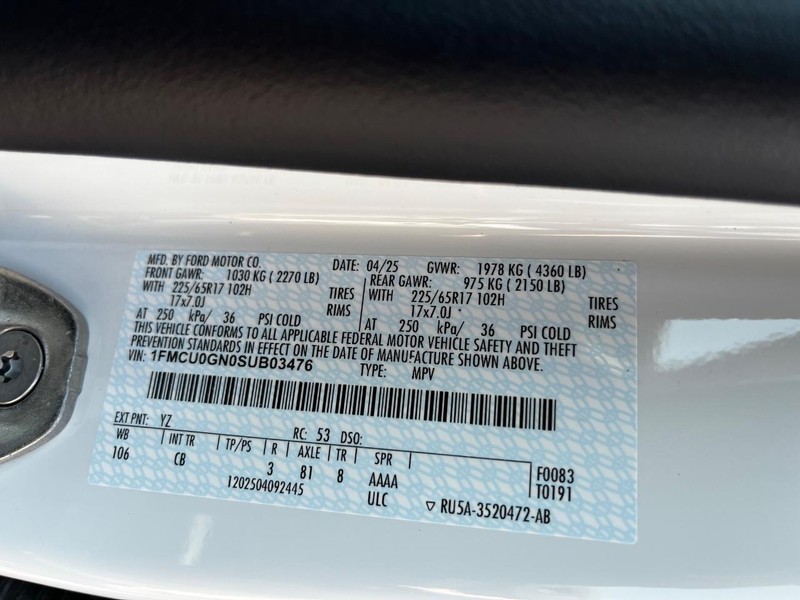 MFD. BY FORD MOTOR CO.
DATE: 04/25 GVWR: 1978 KG ( 4360 LB)
FRONT GAWR: 1030 KG ( 2270 LB) REAR GAWR: 975 KG ( 2150 LB)
WITH 225/65R17 102H TIRES WITH 225/65R17 102H TIRES
17x7.0J RIMS 17x7.0J RIMS
AT 250 kPa/ 36 PSI COLD AT 250 kPa/ 36 PSI COLD
THIS VEHICLE CONFORMS TO ALL APPLICABLE FEDERAL MOTOR VEHICLE SAFETY AND THEFT
PREVENTION STANDARDS IN EFFECT ON THE DATE OF MANUFACTURE SHOWN ABOVE.
VIN: 1FMCU0GN0SUB03476 TYPE: MPV
EXT PNT: YZ RC: 53 DSO:
WB INT TR TP/PS R AXLE TR SPR
106 CB 3 81 8 AAAA F0083
1202504092445 ULC T0191
▽ RU5A-3520472-AB